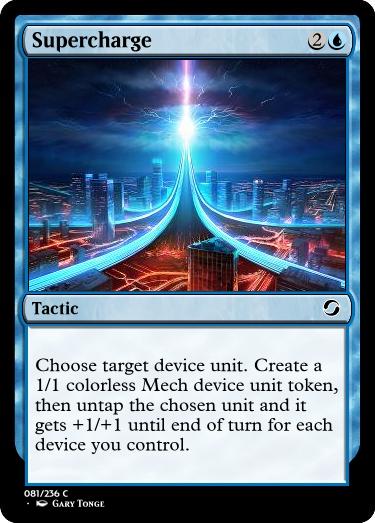 Supercharge 2
Tactic
Choose target device unit. Create a
1/1 colorless Mech device unit token,
then untap the chosen unit and it
gets +1/+1 until end of turn for each
device you control.
081/236 C
· Gary Tonge